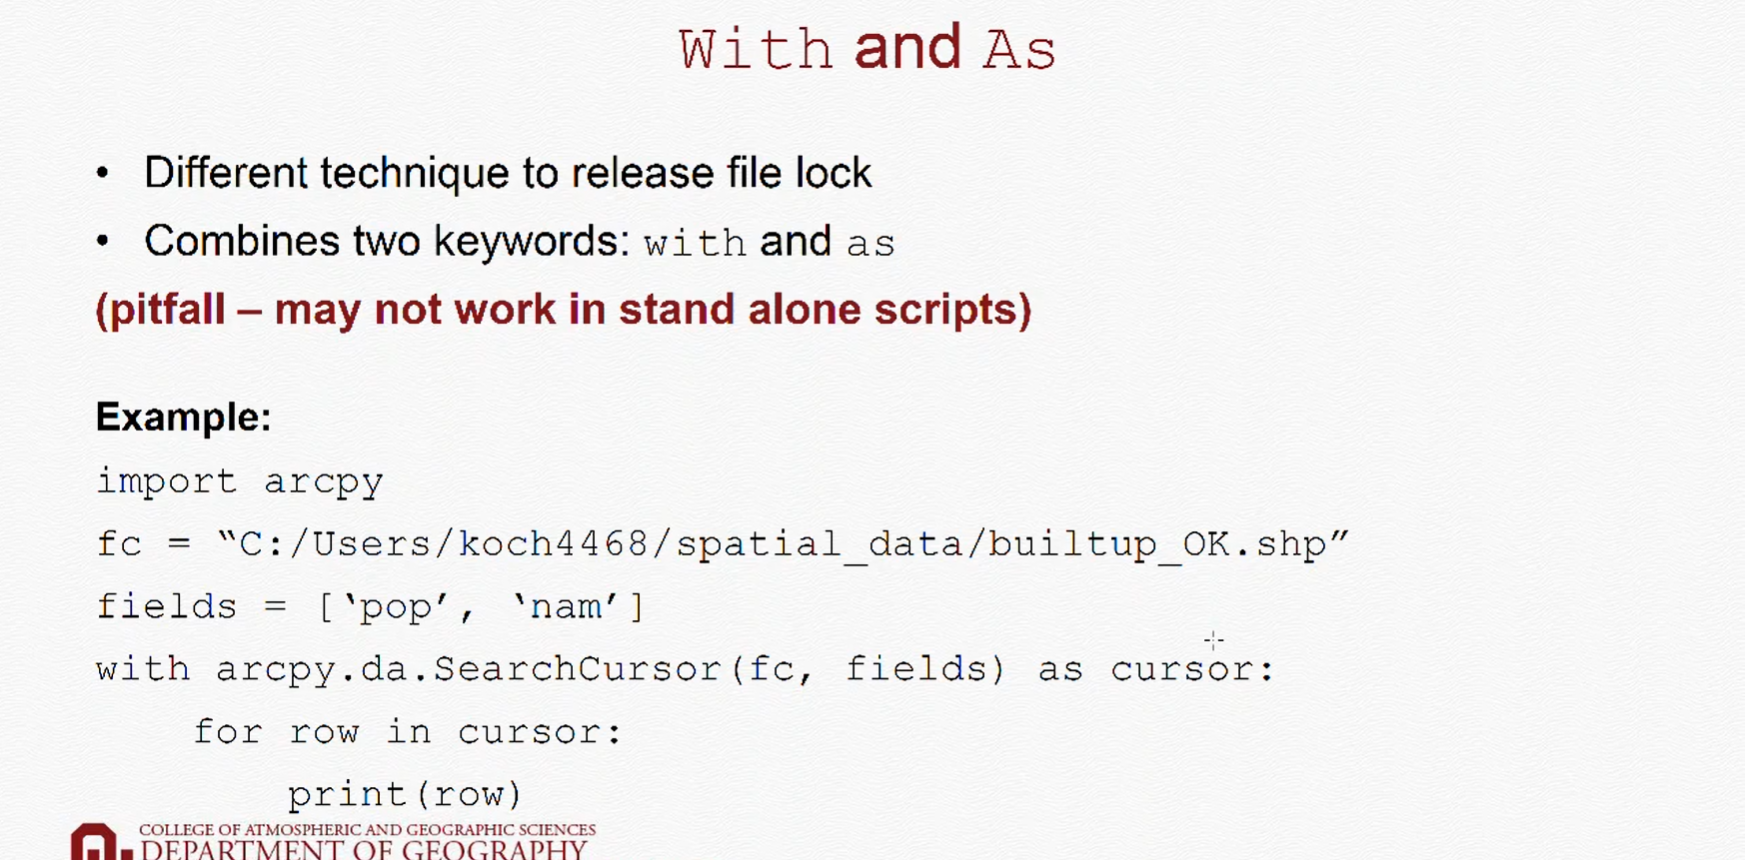 With and As
• Different technique to release file lock
• Combines two keywords: with and as
(pitfall – may not work in stand alone scripts)
Example:
import arcpy
fc = “C:/Users/koch4468/spatial_data/builtup_OK.shp”
fields = [‘pop’, ‘nam’]
with arcpy.da.SearchCursor(fc, fields) as cursor:
    for row in cursor:
        print(row)
COLLEGE OF ATMOSPHERIC AND GEOGRAPHIC SCIENCES
DEPARTMENT OF GEOGRAPHY